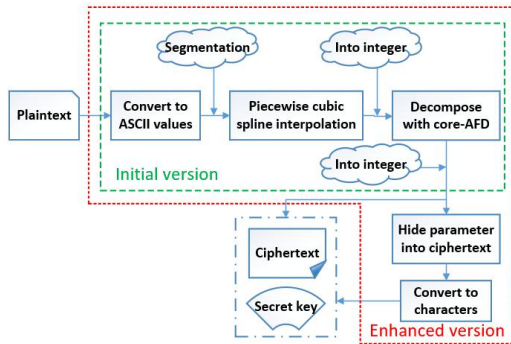 Segmentation
Into integer
Plaintext
Convert to
ASCII values
Piecewise cubic
spline interpolation
Decompose
with core-AFD
Initial version
Into integer
Ciphertext
Hide parameter
into ciphertext
Secret key
Convert to
characters
Enhanced version